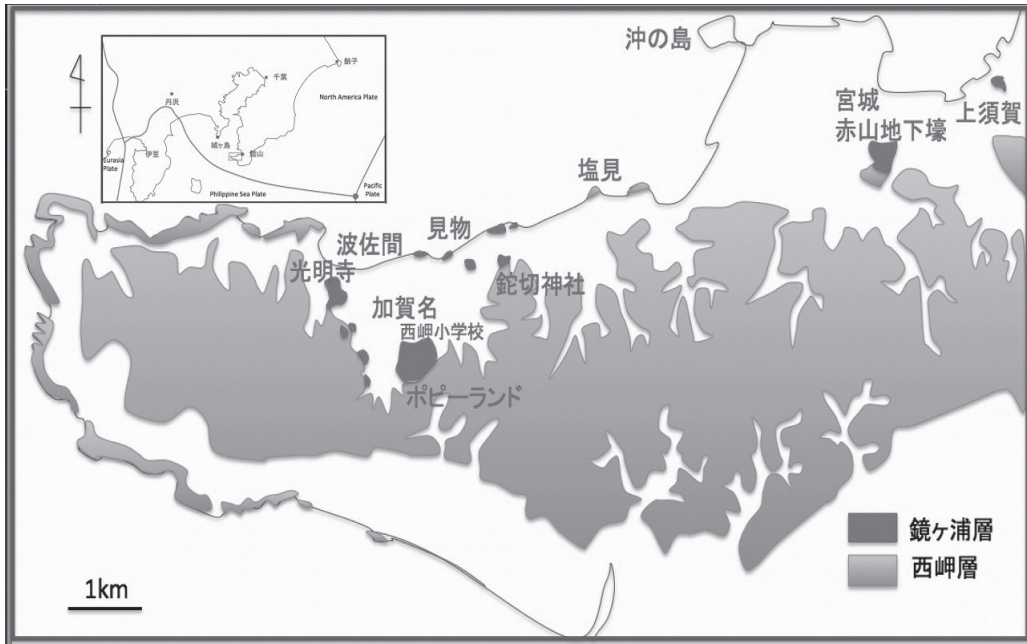 沖の島
宮城
赤山地下壕
上須賀
塩見
見物
波佐間
光明寺
鉈切神社
加賀名
西岬小学校
ポピーランド
銚子
千葉
North America Plate
丹沢
城ヶ島
館山
伊豆
Eurasia
Plate
Philippine Sea Plate
Pacific
Plate
鏡ヶ浦層
西岬層
1km